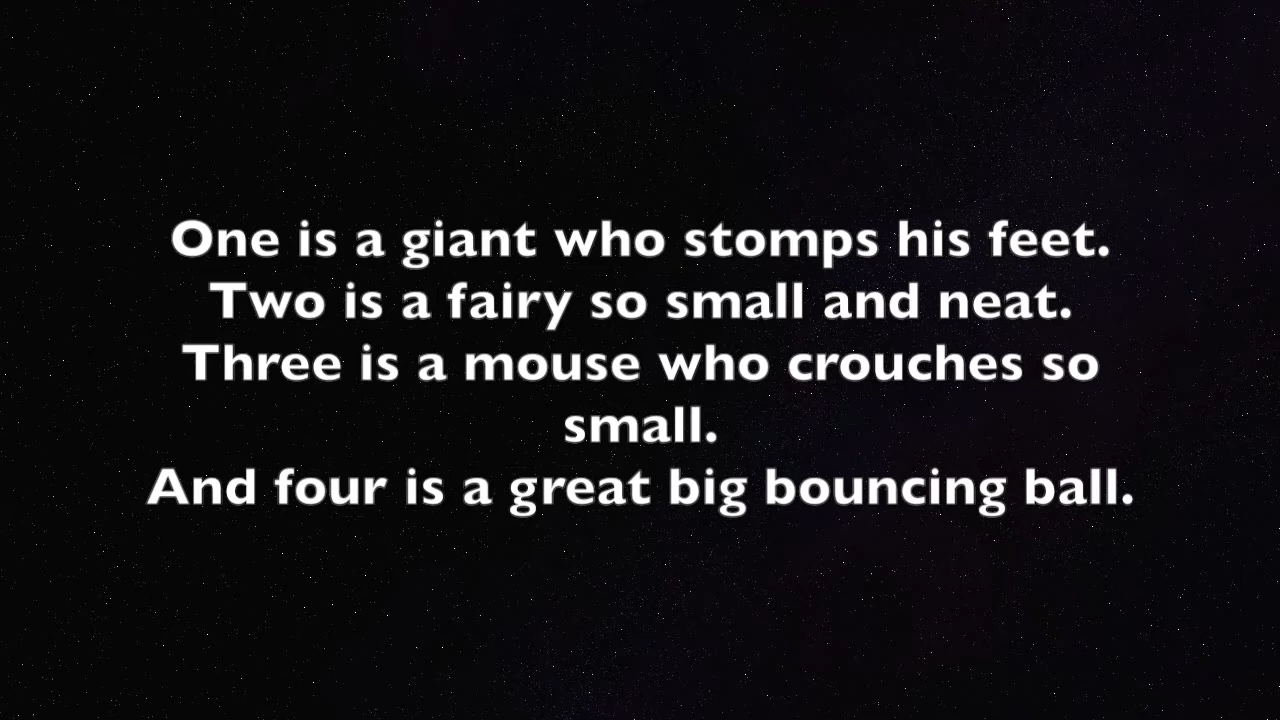 One is a giant who stomps his feet.
Two is a fairy so small and neat.
Three is a mouse who crouches so
small.
And four is a great big bouncing ball.